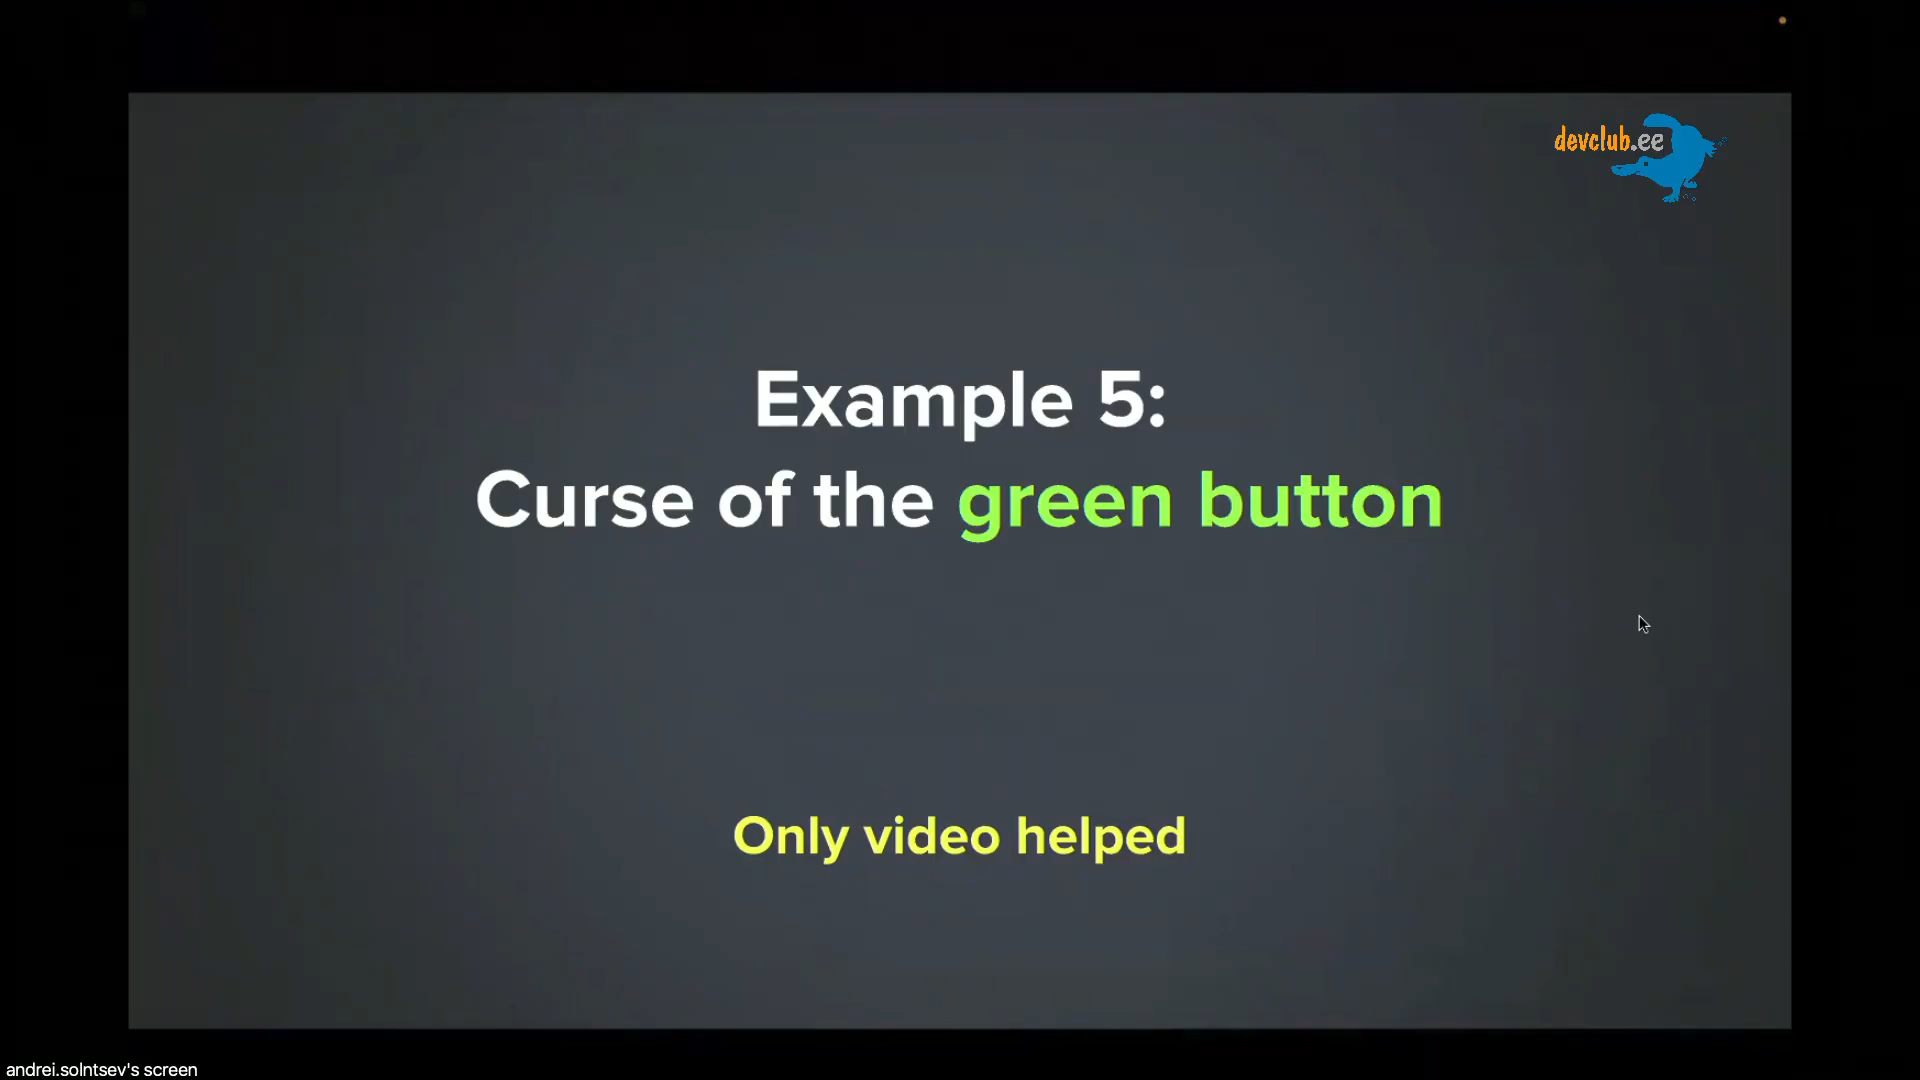 devclub.ee
Example 5:
Curse of the green button
Only video helped
andrei.solntsev's screen